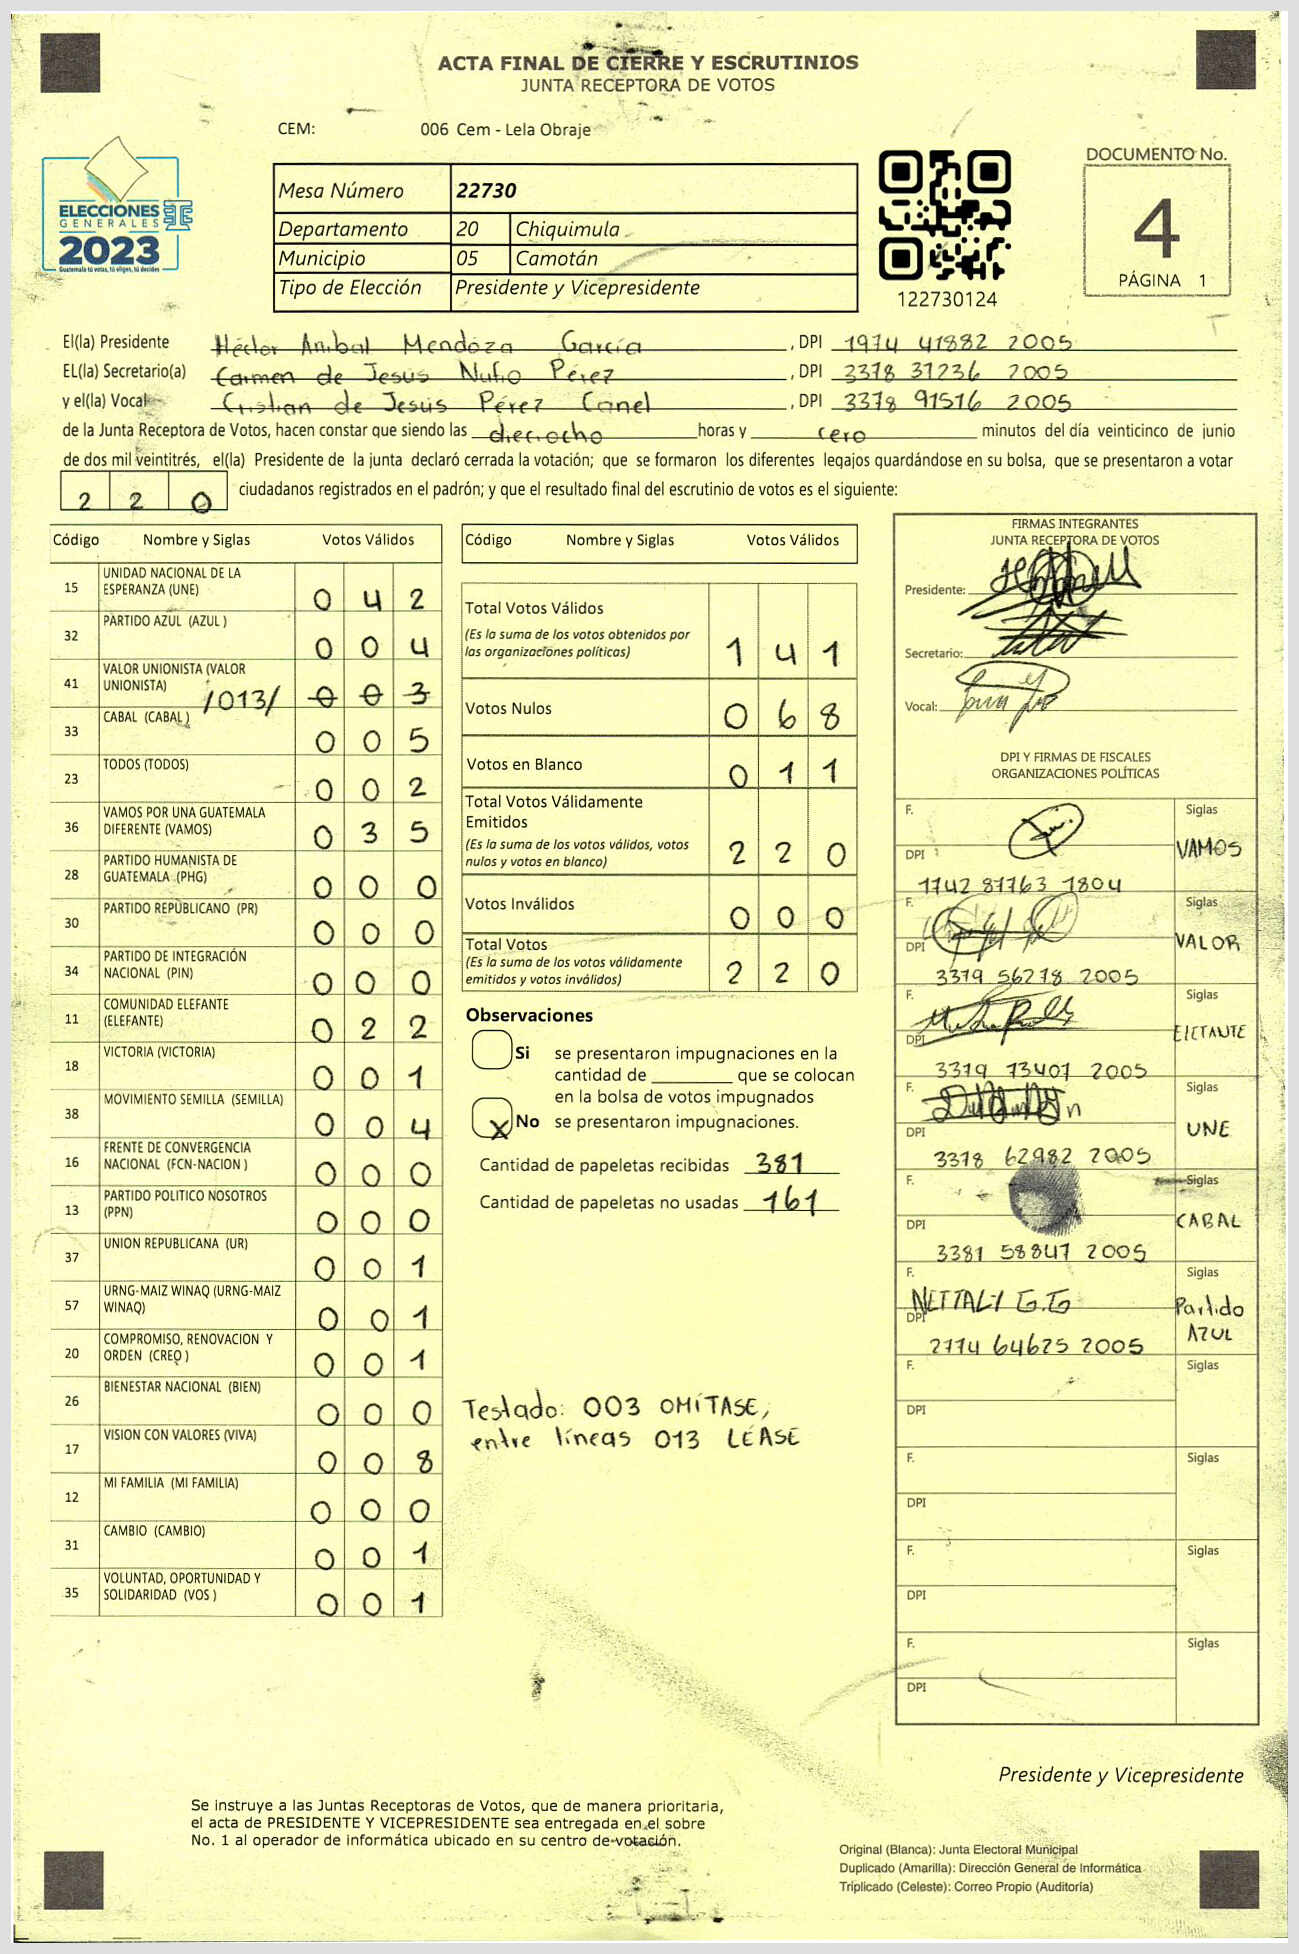 ACTA FINAL DE CIERRE Y ESCRUTINIOS
JUNTA RECEPTORA DE VOTOS
CEM: 006 Cem - Lela Obraje
ELECCIONES
GENERALES
2023
Guatemala tú votas, tú eliges, tú decides
Mesa Número 22730
Departamento 20 Chiquimula
Municipio 05 Camotán
Tipo de Elección Presidente y Vicepresidente
122730124
DOCUMENTO No.
4
PÁGINA 1
El(la) Presidente Héctor Anibal Mendóza García, DPI 1974 41882 2005
EL(la) Secretario(a) Carmen de Jesús Nufio Pérez, DPI 3378 37236 2005
y el(la) Vocal Cristian de Jesús Pérez Canel, DPI 3378 91516 2005
de la Junta Receptora de Votos, hacen constar que siendo las dieciocho horas y cero minutos del día veinticinco de junio
de dos mil veintitrés, el(la) Presidente de la junta declaró cerrada la votación; que se formaron los diferentes legajos guardándose en su bolsa, que se presentaron a votar
220 ciudadanos registrados en el padrón; y que el resultado final del escrutinio de votos es el siguiente:
Código Nombre y Siglas Votos Válidos
15 UNIDAD NACIONAL DE LA
ESPERANZA (UNE) 0 4 2
32 PARTIDO AZUL (AZUL ) 0 0 4
41 VALOR UNIONISTA (VALOR
UNIONISTA) /013/ 0 0 3
33 CABAL (CABAL ) 0 0 5
23 TODOS (TODOS) 0 0 2
36 VAMOS POR UNA GUATEMALA
DIFERENTE (VAMOS) 0 3 5
28 PARTIDO HUMANISTA DE
GUATEMALA (PHG) 0 0 0
30 PARTIDO REPUBLICANO (PR) 0 0 0
34 PARTIDO DE INTEGRACIÓN
NACIONAL (PIN) 0 0 0
11 COMUNIDAD ELEFANTE
(ELEFANTE) 0 2 2
18 VICTORIA (VICTORIA) 0 0 1
38 MOVIMIENTO SEMILLA (SEMILLA) 0 0 4
16 FRENTE DE CONVERGENCIA
NACIONAL (FCN-NACION ) 0 0 0
13 PARTIDO POLITICO NOSOTROS
(PPN) 0 0 0
37 UNION REPUBLICANA (UR) 0 0 1
57 URNG-MAIZ WINAQ (URNG-MAIZ
WINAQ) 0 0 1
20 COMPROMISO, RENOVACION Y
ORDEN (CREO ) 0 0 1
26 BIENESTAR NACIONAL (BIEN) 0 0 0
17 VISION CON VALORES (VIVA) 0 0 8
12 MI FAMILIA (MI FAMILIA) 0 0 0
31 CAMBIO (CAMBIO) 0 0 1
35 VOLUNTAD, OPORTUNIDAD Y
SOLIDARIDAD (VOS ) 0 0 1
Código Nombre y Siglas Votos Válidos
Total Votos Válidos
(Es la suma de los votos obtenidos por
las organizaciones políticas) 1 4 1
Votos Nulos 0 6 8
Votos en Blanco 0 1 1
Total Votos Válidamente
Emitidos
(Es la suma de los votos válidos, votos
nulos y votos en blanco) 2 2 0
Votos Inválidos 0 0 0
Total Votos
(Es la suma de los votos válidamente
emitidos y votos inválidos) 2 2 0
Observaciones
Si se presentaron impugnaciones en la
cantidad de ________ que se colocan
en la bolsa de votos impugnados
X No se presentaron impugnaciones.
Cantidad de papeletas recibidas 381
Cantidad de papeletas no usadas 161
Testado: 003 OMÍTASE,
entre líneas 013 LÉASE
FIRMAS INTEGRANTES
JUNTA RECEPTORA DE VOTOS
Presidente:
Secretario:
Vocal:
DPI Y FIRMAS DE FISCALES
ORGANIZACIONES POLÍTICAS
F. Siglas
VAMOS
DPI 1742 87763 1804
F. Siglas
VALOR
DPI 3379 56278 2005
F. Siglas
DPI 3379 73407 2005
F. Siglas
UNE
DPI 3378 62982 2005
F. Siglas
CABAL
DPI 3381 58847 2005
F. Siglas
Partido
AZUL
DPI 2774 64625 2005
F. Siglas
DPI
F. Siglas
DPI
F. Siglas
DPI
F. Siglas
DPI
Presidente y Vicepresidente
Se instruye a las Juntas Receptoras de Votos, que de manera prioritaria,
el acta de PRESIDENTE Y VICEPRESIDENTE sea entregada en el sobre
No. 1 al operador de informática ubicado en su centro de votación.
Original (Blanca): Junta Electoral Municipal
Duplicado (Amarilla): Dirección General de Informática
Triplicado (Celeste): Correo Propio (Auditoría)